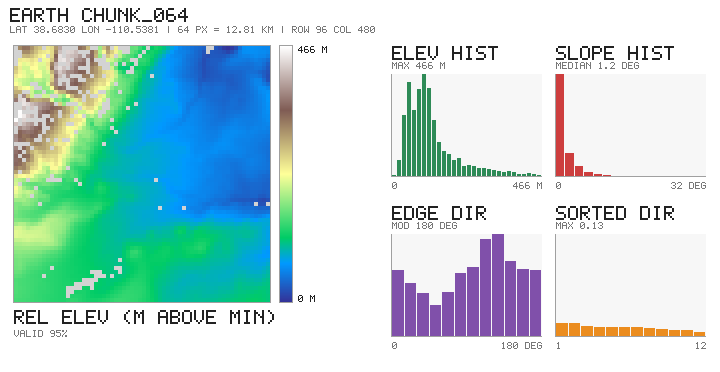 EARTH CHUNK_064
LAT 38.6830 LON -110.5381 | 64 PX = 12.81 KM | ROW 96 COL 480
466 M
0 M
REL ELEV (M ABOVE MIN)
VALID 95%
ELEV HIST
MAX 466 M
0 466 M
SLOPE HIST
MEDIAN 1.2 DEG
0 32 DEG
EDGE DIR
MOD 180 DEG
0 180 DEG
SORTED DIR
MAX 0.13
1 12